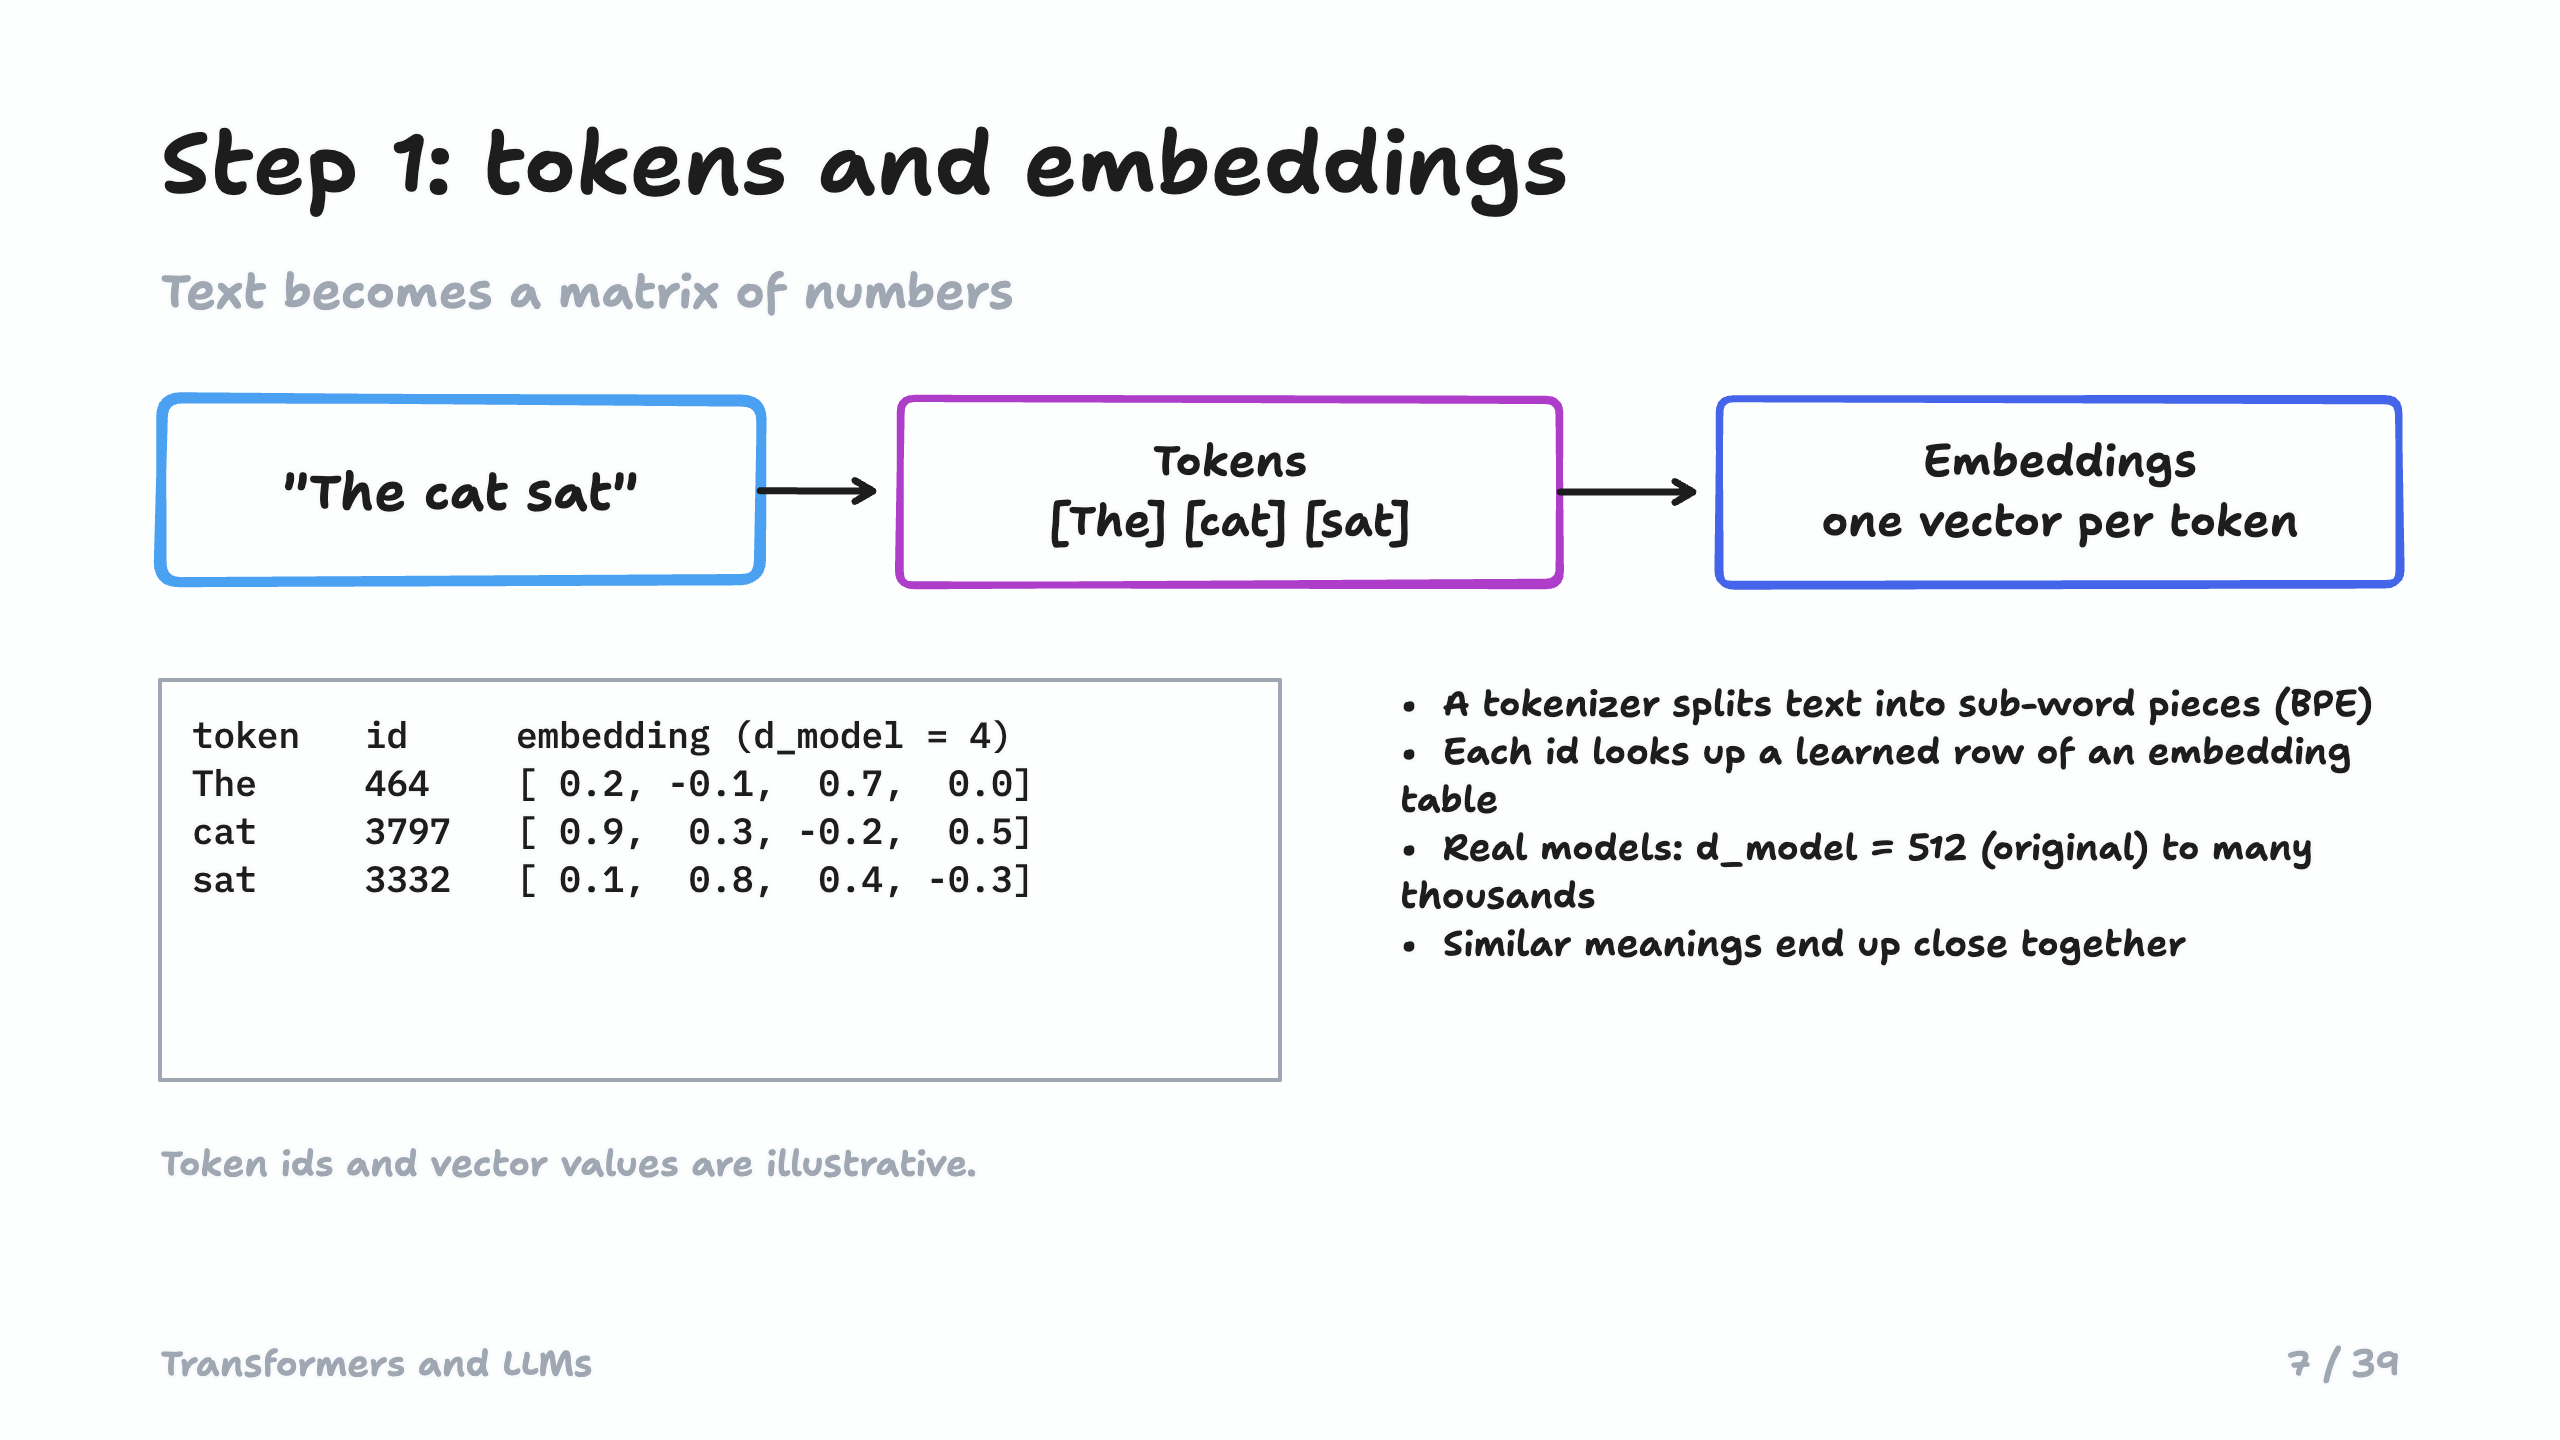 Step 1: tokens and embeddings
Text becomes a matrix of numbers
"The cat sat"
Tokens
[The] [cat] [sat]
Embeddings
one vector per token
token   id     embedding (d_model = 4)
The     464    [ 0.2, -0.1,  0.7,  0.0]
cat     3797   [ 0.9,  0.3, -0.2,  0.5]
sat     3332   [ 0.1,  0.8,  0.4, -0.3]
• A tokenizer splits text into sub-word pieces (BPE)
• Each id looks up a learned row of an embedding
table
• Real models: d_model = 512 (original) to many
thousands
• Similar meanings end up close together
Token ids and vector values are illustrative.
Transformers and LLMs
7 / 39